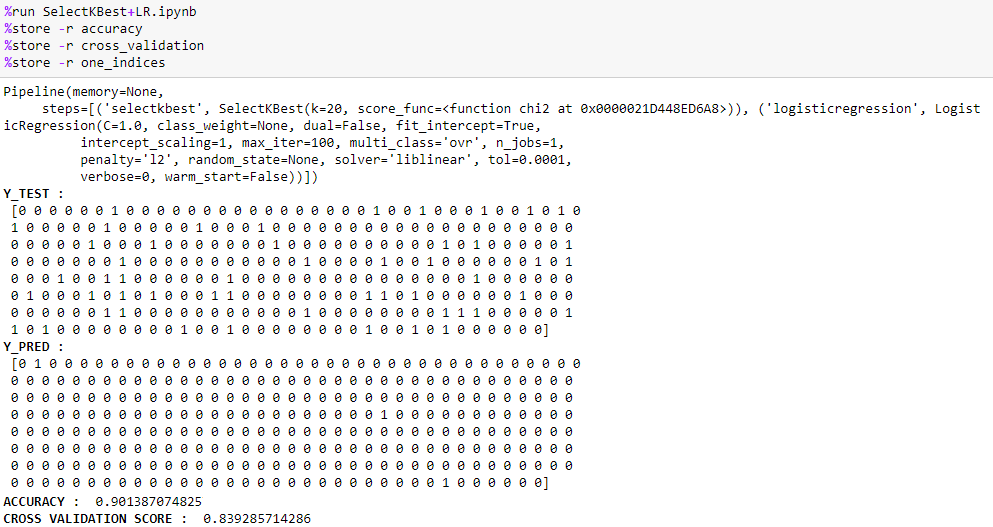 %run SelectKBest+LR.ipynb
%store -r accuracy
%store -r cross_validation
%store -r one_indices
Pipeline(memory=None,
steps=[('selectkbest', SelectKBest(k=20, score_func=<function chi2 at 0x0000021D448ED6A8>)), ('logisticregression', Logist
icRegression(C=1.0, class_weight=None, dual=False, fit_intercept=True,
intercept_scaling=1, max_iter=100, multi_class='ovr', n_jobs=1,
penalty='l2', random_state=None, solver='liblinear', tol=0.0001,
verbose=0, warm_start=False))])
Y_TEST :
[0 0 0 0 0 0 1 0 0 0 0 0 0 0 0 0 0 0 0 0 0 0 0 1 0 0 1 0 0 0 1 0 0 1 0 1 0
1 0 0 0 0 0 1 0 0 0 0 0 1 0 0 0 1 0 0 0 0 0 0 0 0 0 0 0 0 0 0 0 0 0 0 0 0
0 0 0 0 0 1 0 0 0 1 0 0 0 0 0 0 0 1 0 0 0 0 0 0 0 0 0 0 1 0 1 0 0 0 0 0 1
0 0 0 0 0 0 0 1 0 0 0 0 0 0 0 0 0 0 0 1 0 0 0 0 1 0 0 1 0 0 0 0 0 0 1 0 1
0 0 0 1 0 0 1 1 0 0 0 0 0 0 1 0 0 0 0 0 0 0 0 0 0 0 0 0 0 0 1 0 0 0 0 0 0
0 1 0 0 0 1 0 1 0 1 0 0 0 1 1 0 0 0 0 0 0 0 0 1 1 0 1 0 0 0 0 0 0 1 0 0 0
0 0 0 0 0 0 1 1 0 0 0 0 0 0 0 0 0 0 0 1 0 0 0 0 0 0 0 0 1 1 1 0 0 0 0 0 1
1 0 1 0 0 0 0 0 0 0 0 1 0 0 1 0 0 0 0 0 0 0 0 1 0 0 1 0 1 0 0 0 0 0 0]
Y_PRED :
[0 1 0 0 0 0 0 0 0 0 0 0 0 0 0 0 0 0 0 0 0 0 0 0 0 0 0 0 0 0 0 0 0 0 0 0 0
0 0 0 0 0 0 0 0 0 0 0 0 0 0 0 0 0 0 0 0 0 0 0 0 0 0 0 0 0 0 0 0 0 0 0 0 0
0 0 0 0 0 0 0 0 0 0 0 0 0 0 0 0 0 0 0 0 0 0 0 0 0 0 0 0 0 0 0 0 0 0 0 0 0
0 0 0 0 0 0 0 0 0 0 0 0 0 0 0 0 0 0 0 0 0 0 0 0 1 0 0 0 0 0 0 0 0 0 0 0 0
0 0 0 0 0 0 0 0 0 0 0 0 0 0 0 0 0 0 0 0 0 0 0 0 0 0 0 0 0 0 0 0 0 0 0 0 0
0 0 0 0 0 0 0 0 0 0 0 0 0 0 0 0 0 0 0 0 0 0 0 0 0 0 0 0 0 0 0 0 0 0 0 0 0
0 0 0 0 0 0 0 0 0 0 0 0 0 0 0 0 0 0 0 0 0 0 0 0 0 0 0 0 0 0 0 0 0 0 0 0 0
0 0 0 0 0 0 0 0 0 0 0 0 0 0 0 0 0 0 0 0 0 0 0 0 0 0 0 0 1 0 0 0 0 0 0]
ACCURACY : 0.901387074825
CROSS VALIDATION SCORE : 0.839285714286